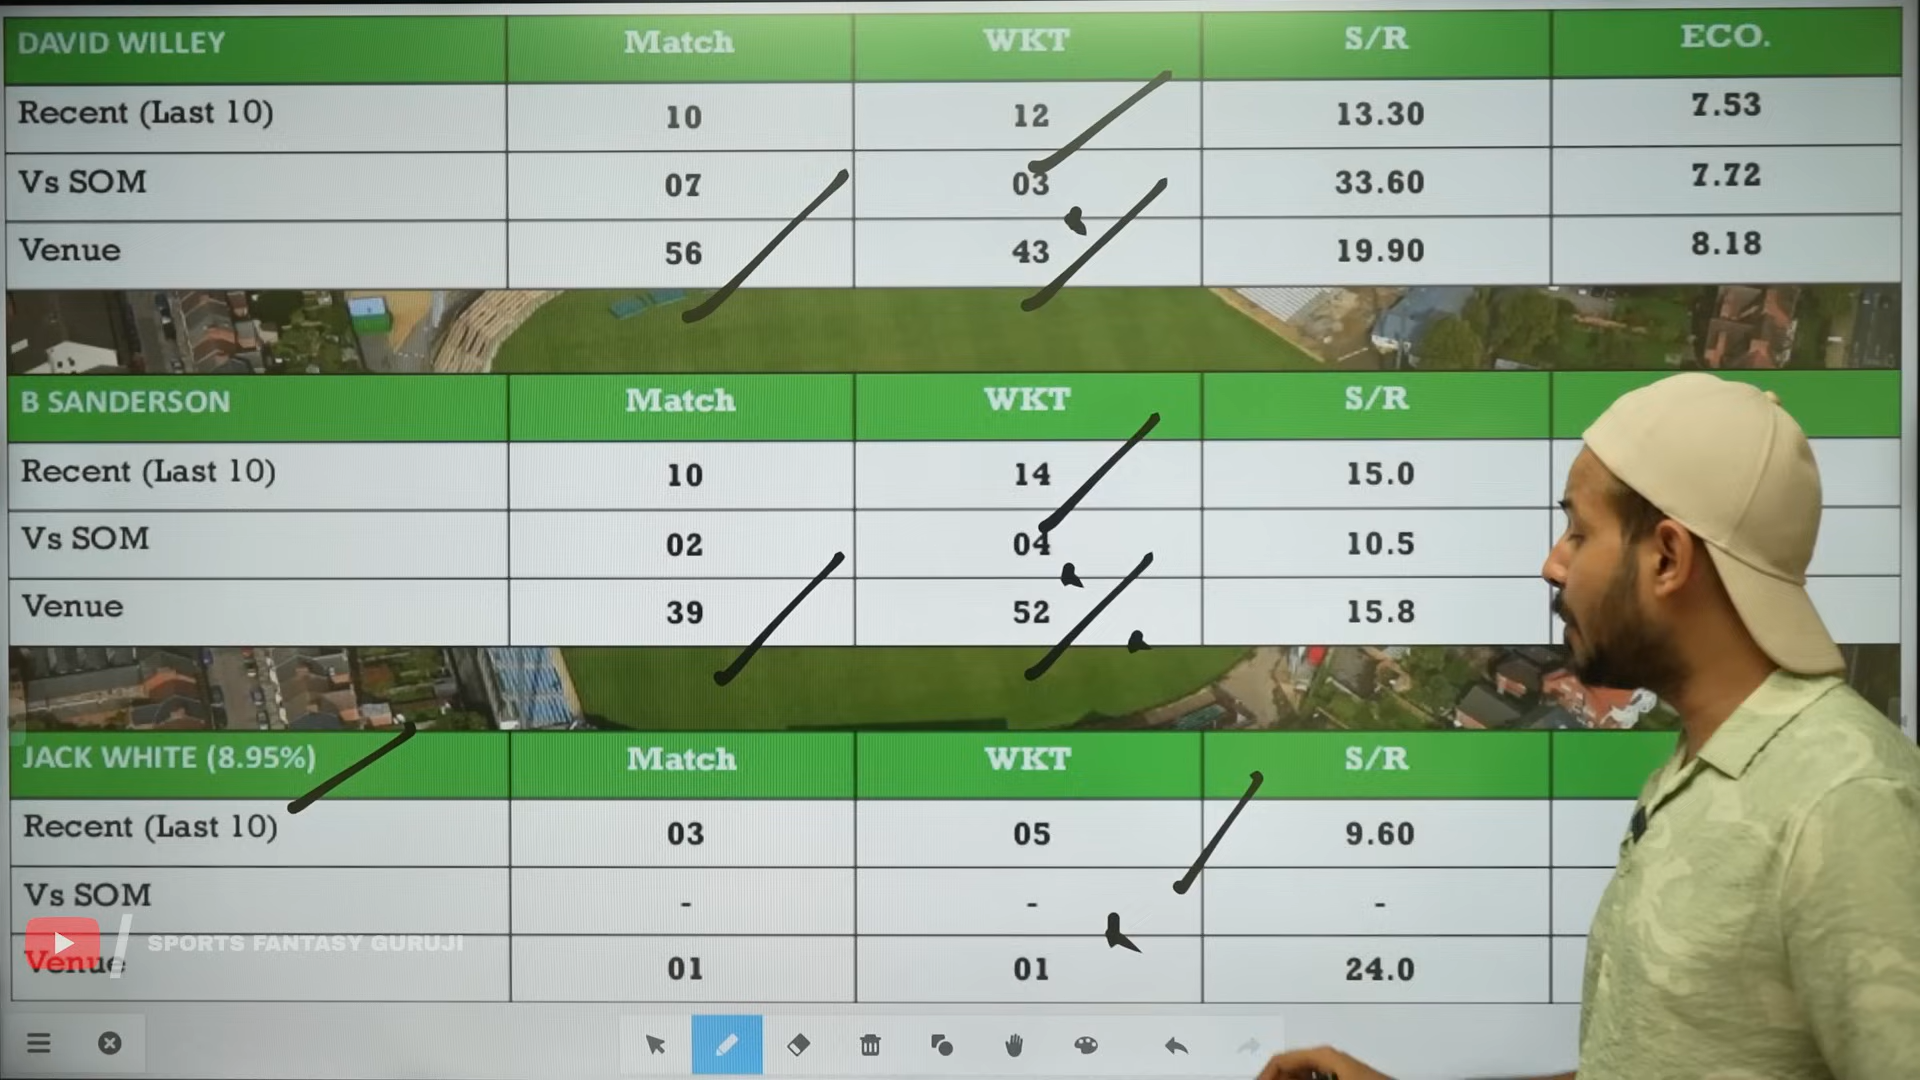 DAVID WILLEY Match WKT S/R ECO.
Recent (Last 10) 10 12 13.30 7.53
Vs SOM 07 03 33.60 7.72
Venue 56 43 19.90 8.18
B SANDERSON Match WKT S/R
Recent (Last 10) 10 14 15.0
Vs SOM 02 04 10.5
Venue 39 52 15.8
JACK WHITE (8.95%) Match WKT S/R
Recent (Last 10) 03 05 9.60
Vs SOM - - -
SPORTS FANTASY GURUJI
Venue 01 01 24.0